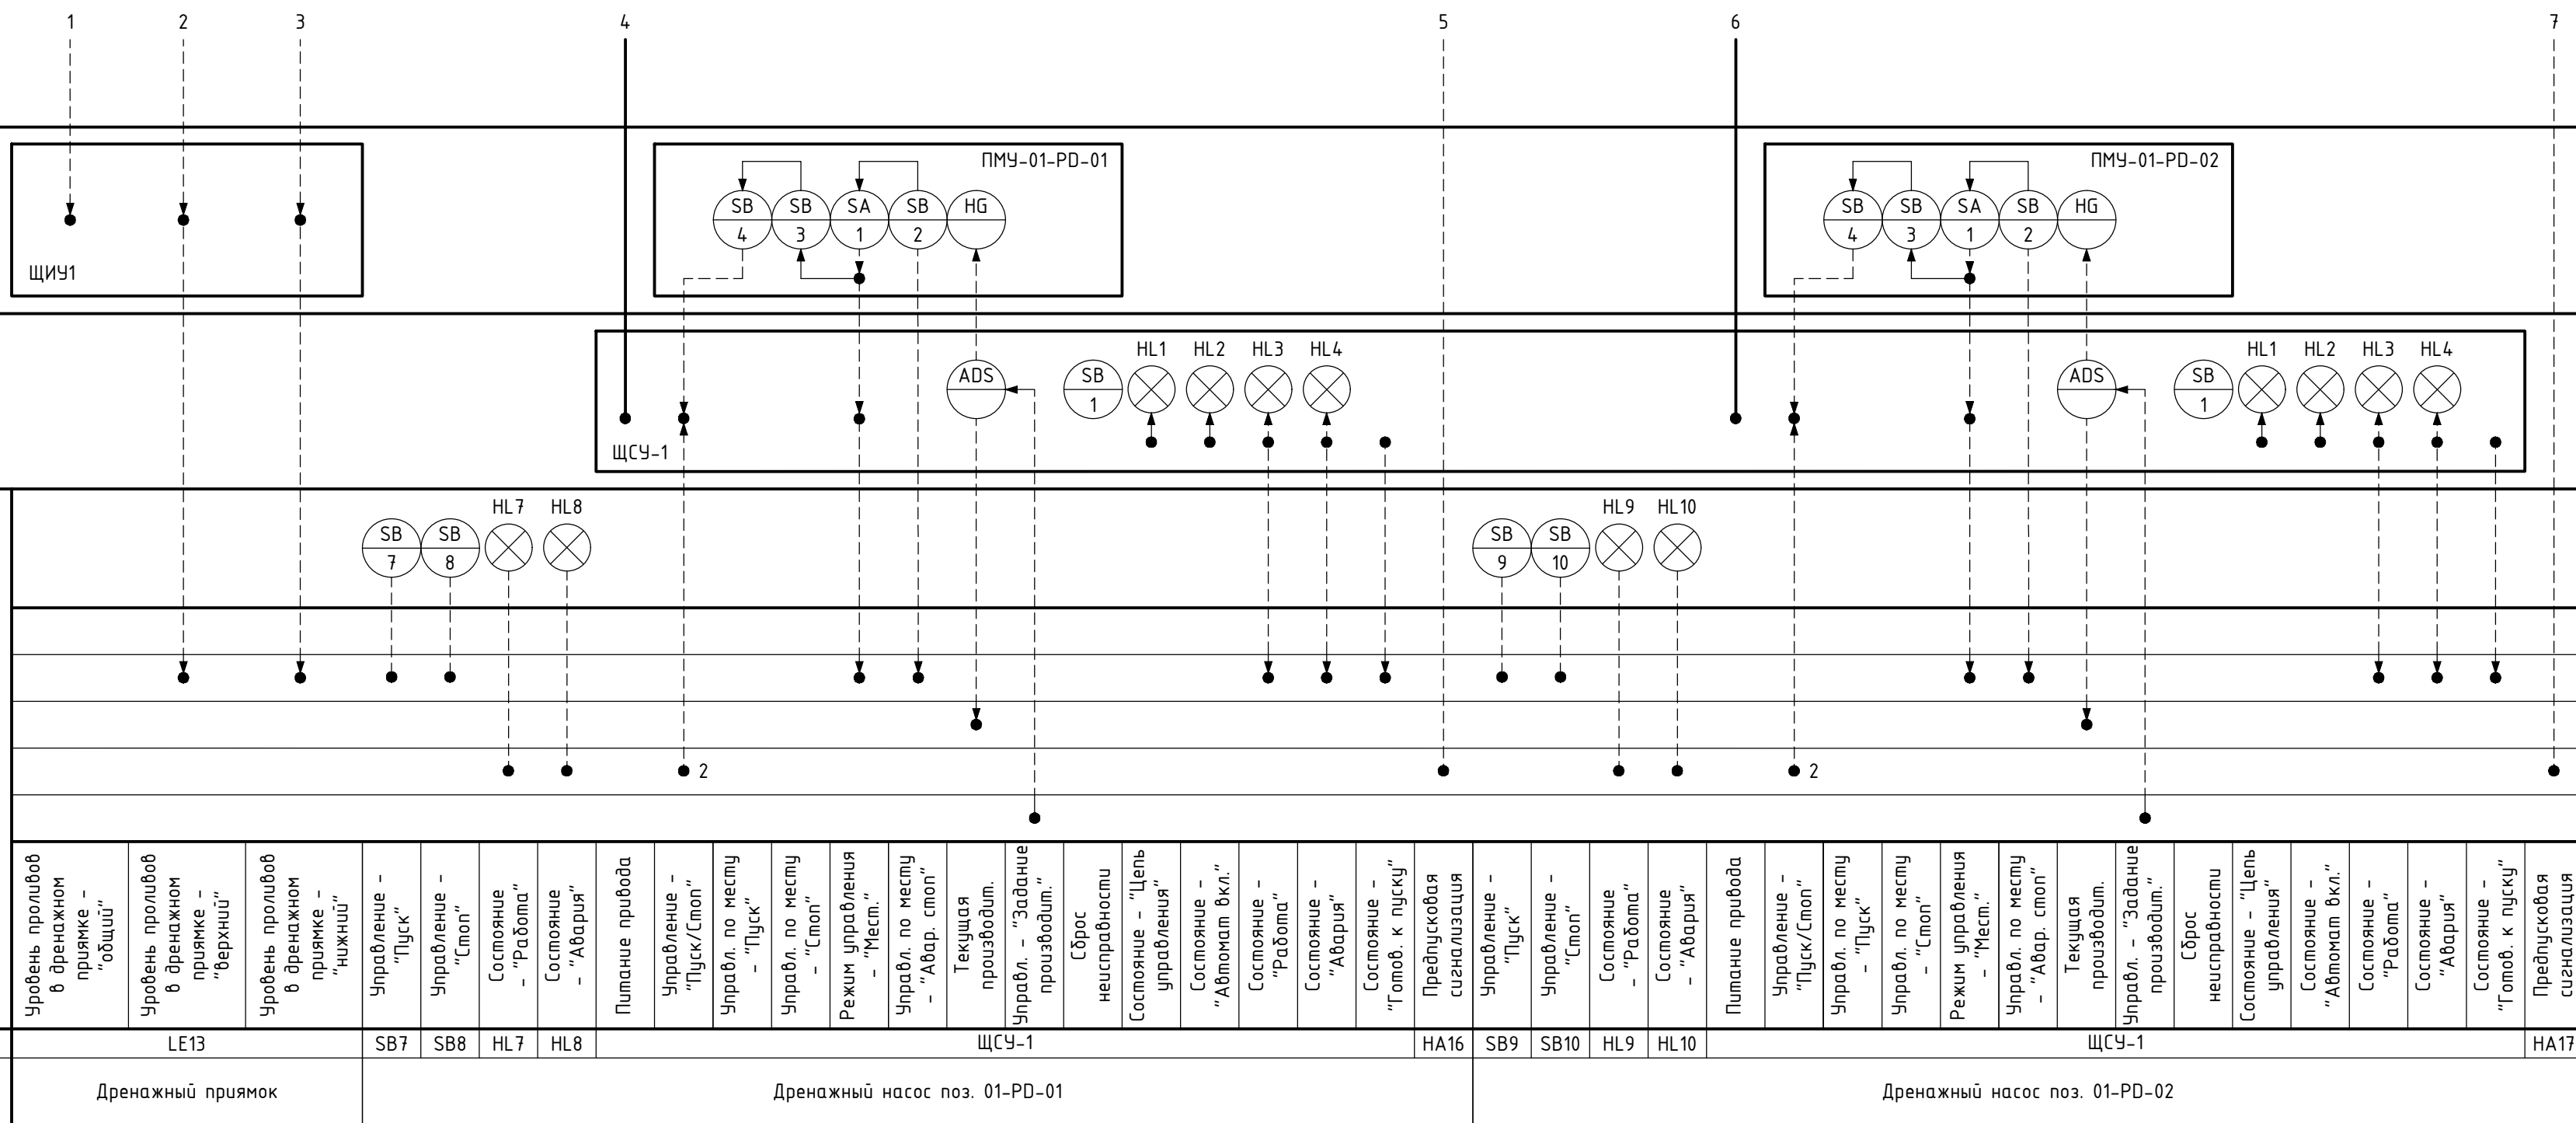 1
2
3
4
5
6
7
ЩИУ1
ПМУ-01-PD-01
SB
4
SB
3
SA
1
SB
2
HG
ПМУ-01-PD-02
SB
4
SB
3
SA
1
SB
2
HG
ЩСУ-1
ADS
SB
1
HL1
HL2
HL3
HL4
ADS
SB
1
HL1
HL2
HL3
HL4
SB
7
SB
8
HL7
HL8
SB
9
SB
10
HL9
HL10
2
2
Уровень проливов
в дренажном
приямке -
"общий"
Уровень проливов
в дренажном
приямке -
"верхний"
Уровень проливов
в дренажном
приямке -
"нижний"
Управление -
"Пуск"
Управление -
"Стоп"
Состояние
- "Работа"
Состояние
- "Авария"
Питание привода
Управление -
"Пуск/Стоп"
Управл. по месту
- "Пуск"
Управл. по месту
- "Стоп"
Режим управления
- "Мест."
Управл. по месту
- "Авар. стоп"
Текущая
производит.
Управл. - "Задание
производит."
Сброс
неисправности
Состояние - "Цепь
управления"
Состояние -
"Автомат вкл."
Состояние -
"Работа"
Состояние -
"Авария"
Состояние -
"Готов. к пуску"
Предпусковая
сигнализация
Управление -
"Пуск"
Управление -
"Стоп"
Состояние
- "Работа"
Состояние
- "Авария"
Питание привода
Управление -
"Пуск/Стоп"
Управл. по месту
- "Пуск"
Управл. по месту
- "Стоп"
Режим управления
- "Мест."
Управл. по месту
- "Авар. стоп"
Текущая
производит.
Управл. - "Задание
производит."
Сброс
неисправности
Состояние - "Цепь
управления"
Состояние -
"Автомат вкл."
Состояние -
"Работа"
Состояние -
"Авария"
Состояние -
"Готов. к пуску"
Предпусковая
сигнализация
LE13
SB7
SB8
HL7
HL8
ЩСУ-1
HA16
SB9
SB10
HL9
HL10
ЩСУ-1
HA17
Дренажный приямок
Дренажный насос поз. 01-PD-01
Дренажный насос поз. 01-PD-02